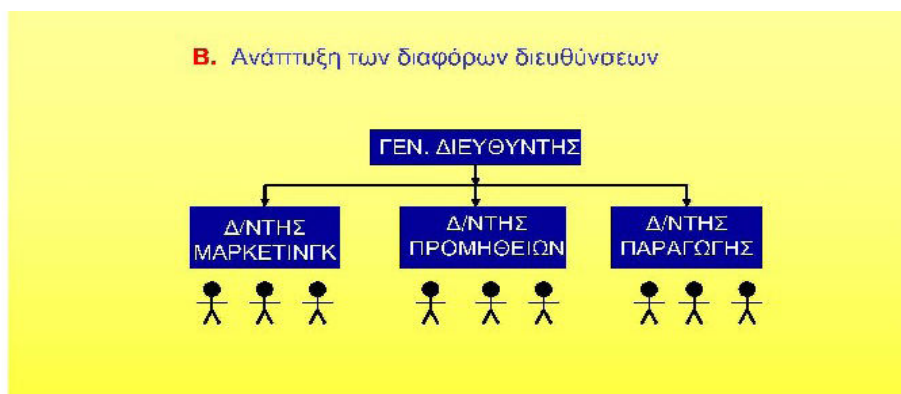 Β. Ανάπτυξη των διαφόρων διευθύνσεων
ΓΕΝ. ΔΙΕΥΘΥΝΤΗΣ
Δ/ΝΤΗΣ
ΜΑΡΚΕΤΙΝΓΚ
Δ/ΝΤΗΣ
ΠΡΟΜΗΘΕΙΩΝ
Δ/ΝΤΗΣ
ΠΑΡΑΓΩΓΗΣ